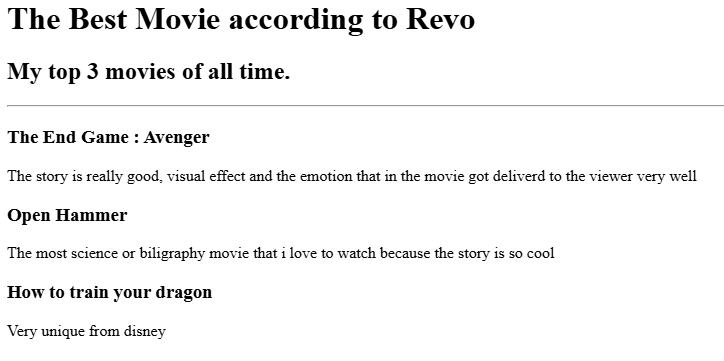 The Best Movie according to Revo
My top 3 movies of all time.
The End Game : Avenger
The story is really good, visual effect and the emotion that in the movie got deliverd to the viewer very well
Open Hammer
The most science or biligraphy movie that i love to watch because the story is so cool
How to train your dragon
Very unique from disney